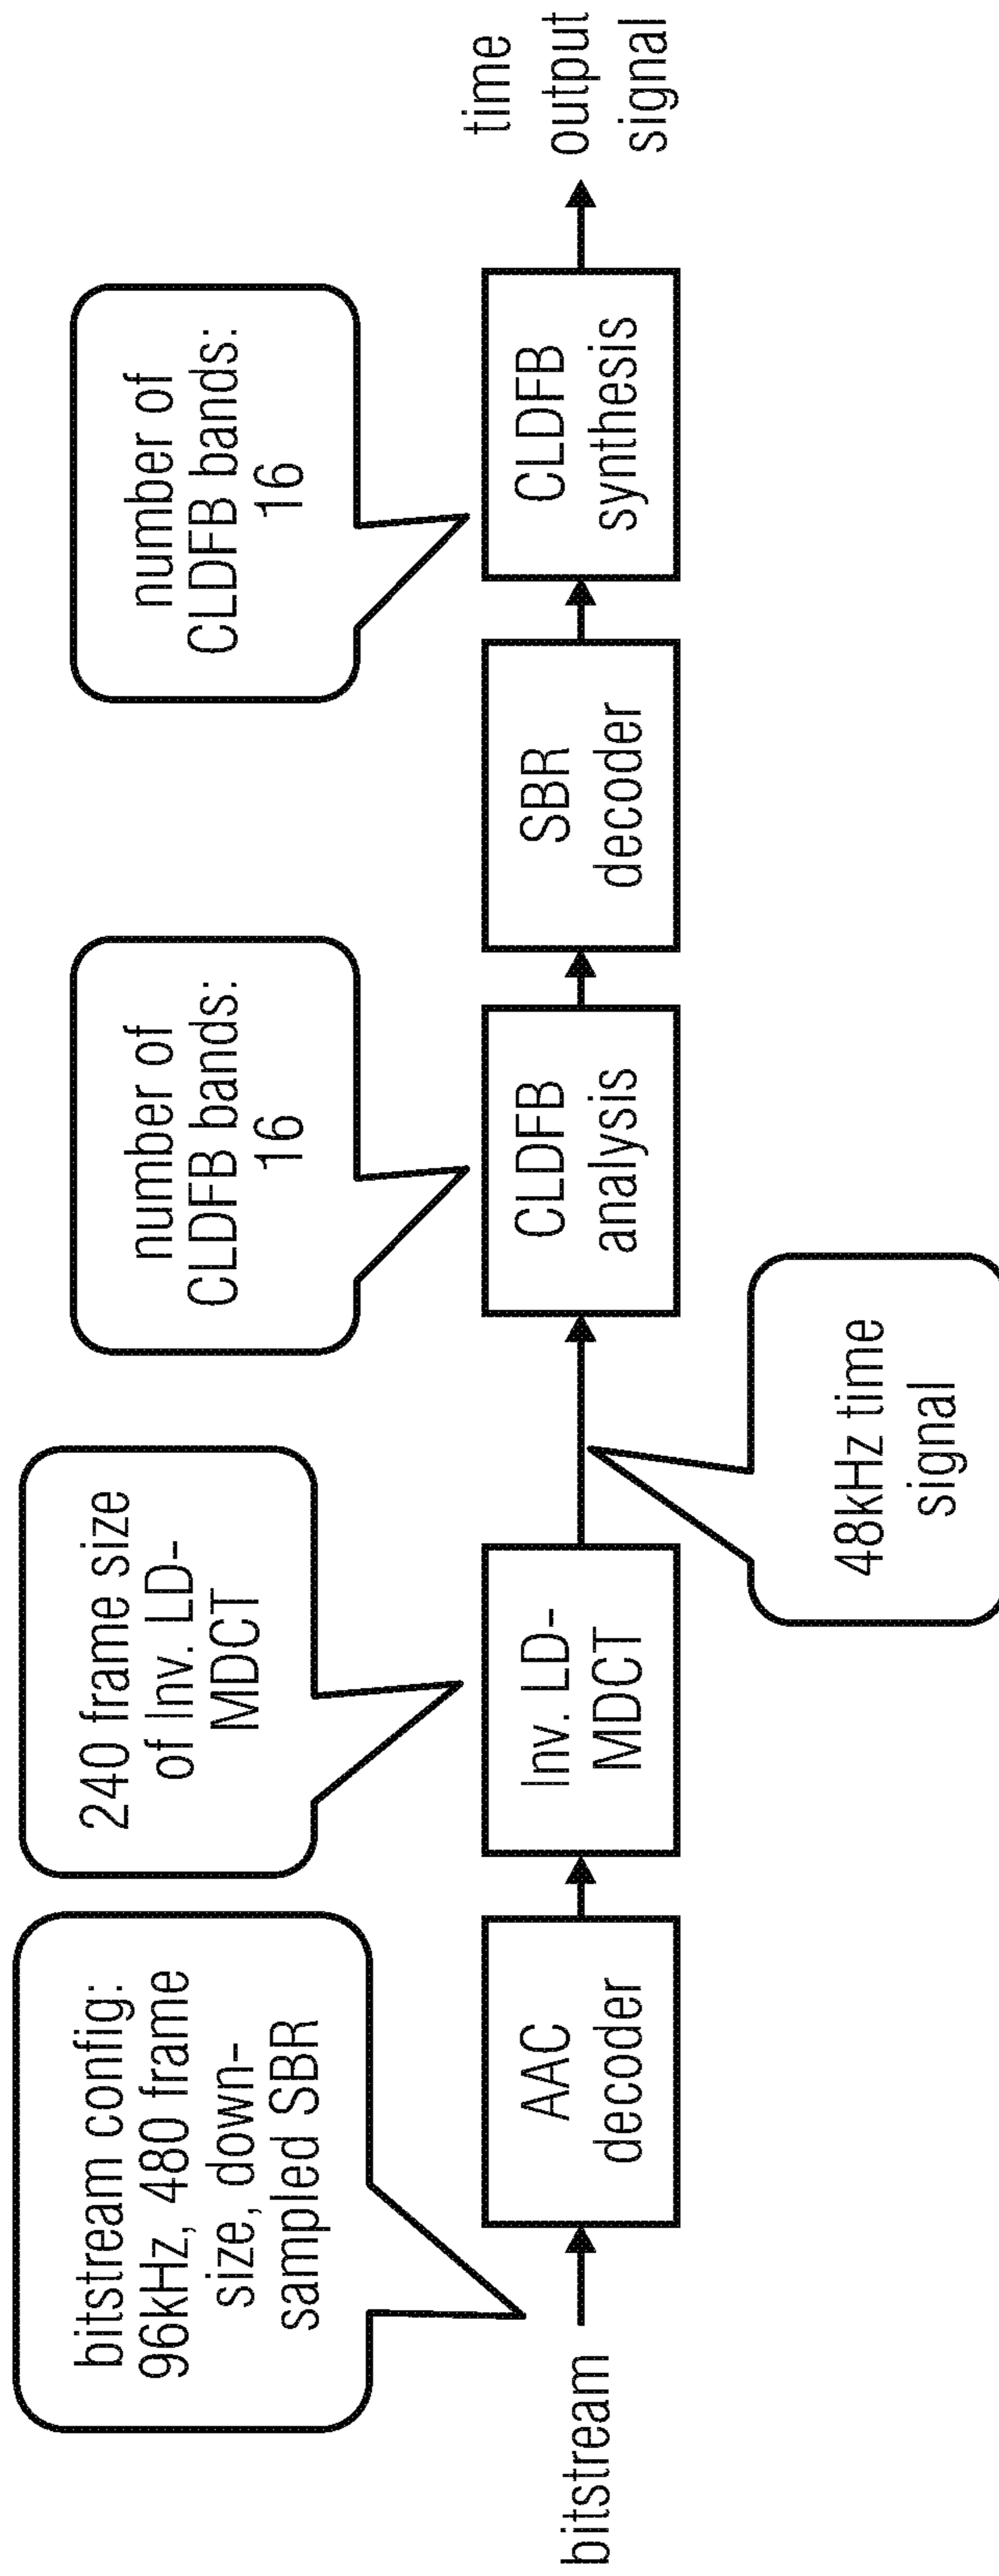 bitstream config:
96kHz, 480 frame
size, down-
sampled SBR
240 frame size
of Inv. LD-
MDCT
number of
CLDFB bands:
16
number of
CLDFB bands:
16
bitstream
AAC
decoder
Inv. LD-
MDCT
CLDFB
analysis
SBR
decoder
CLDFB
synthesis
time
output
signal
48kHz time
signal